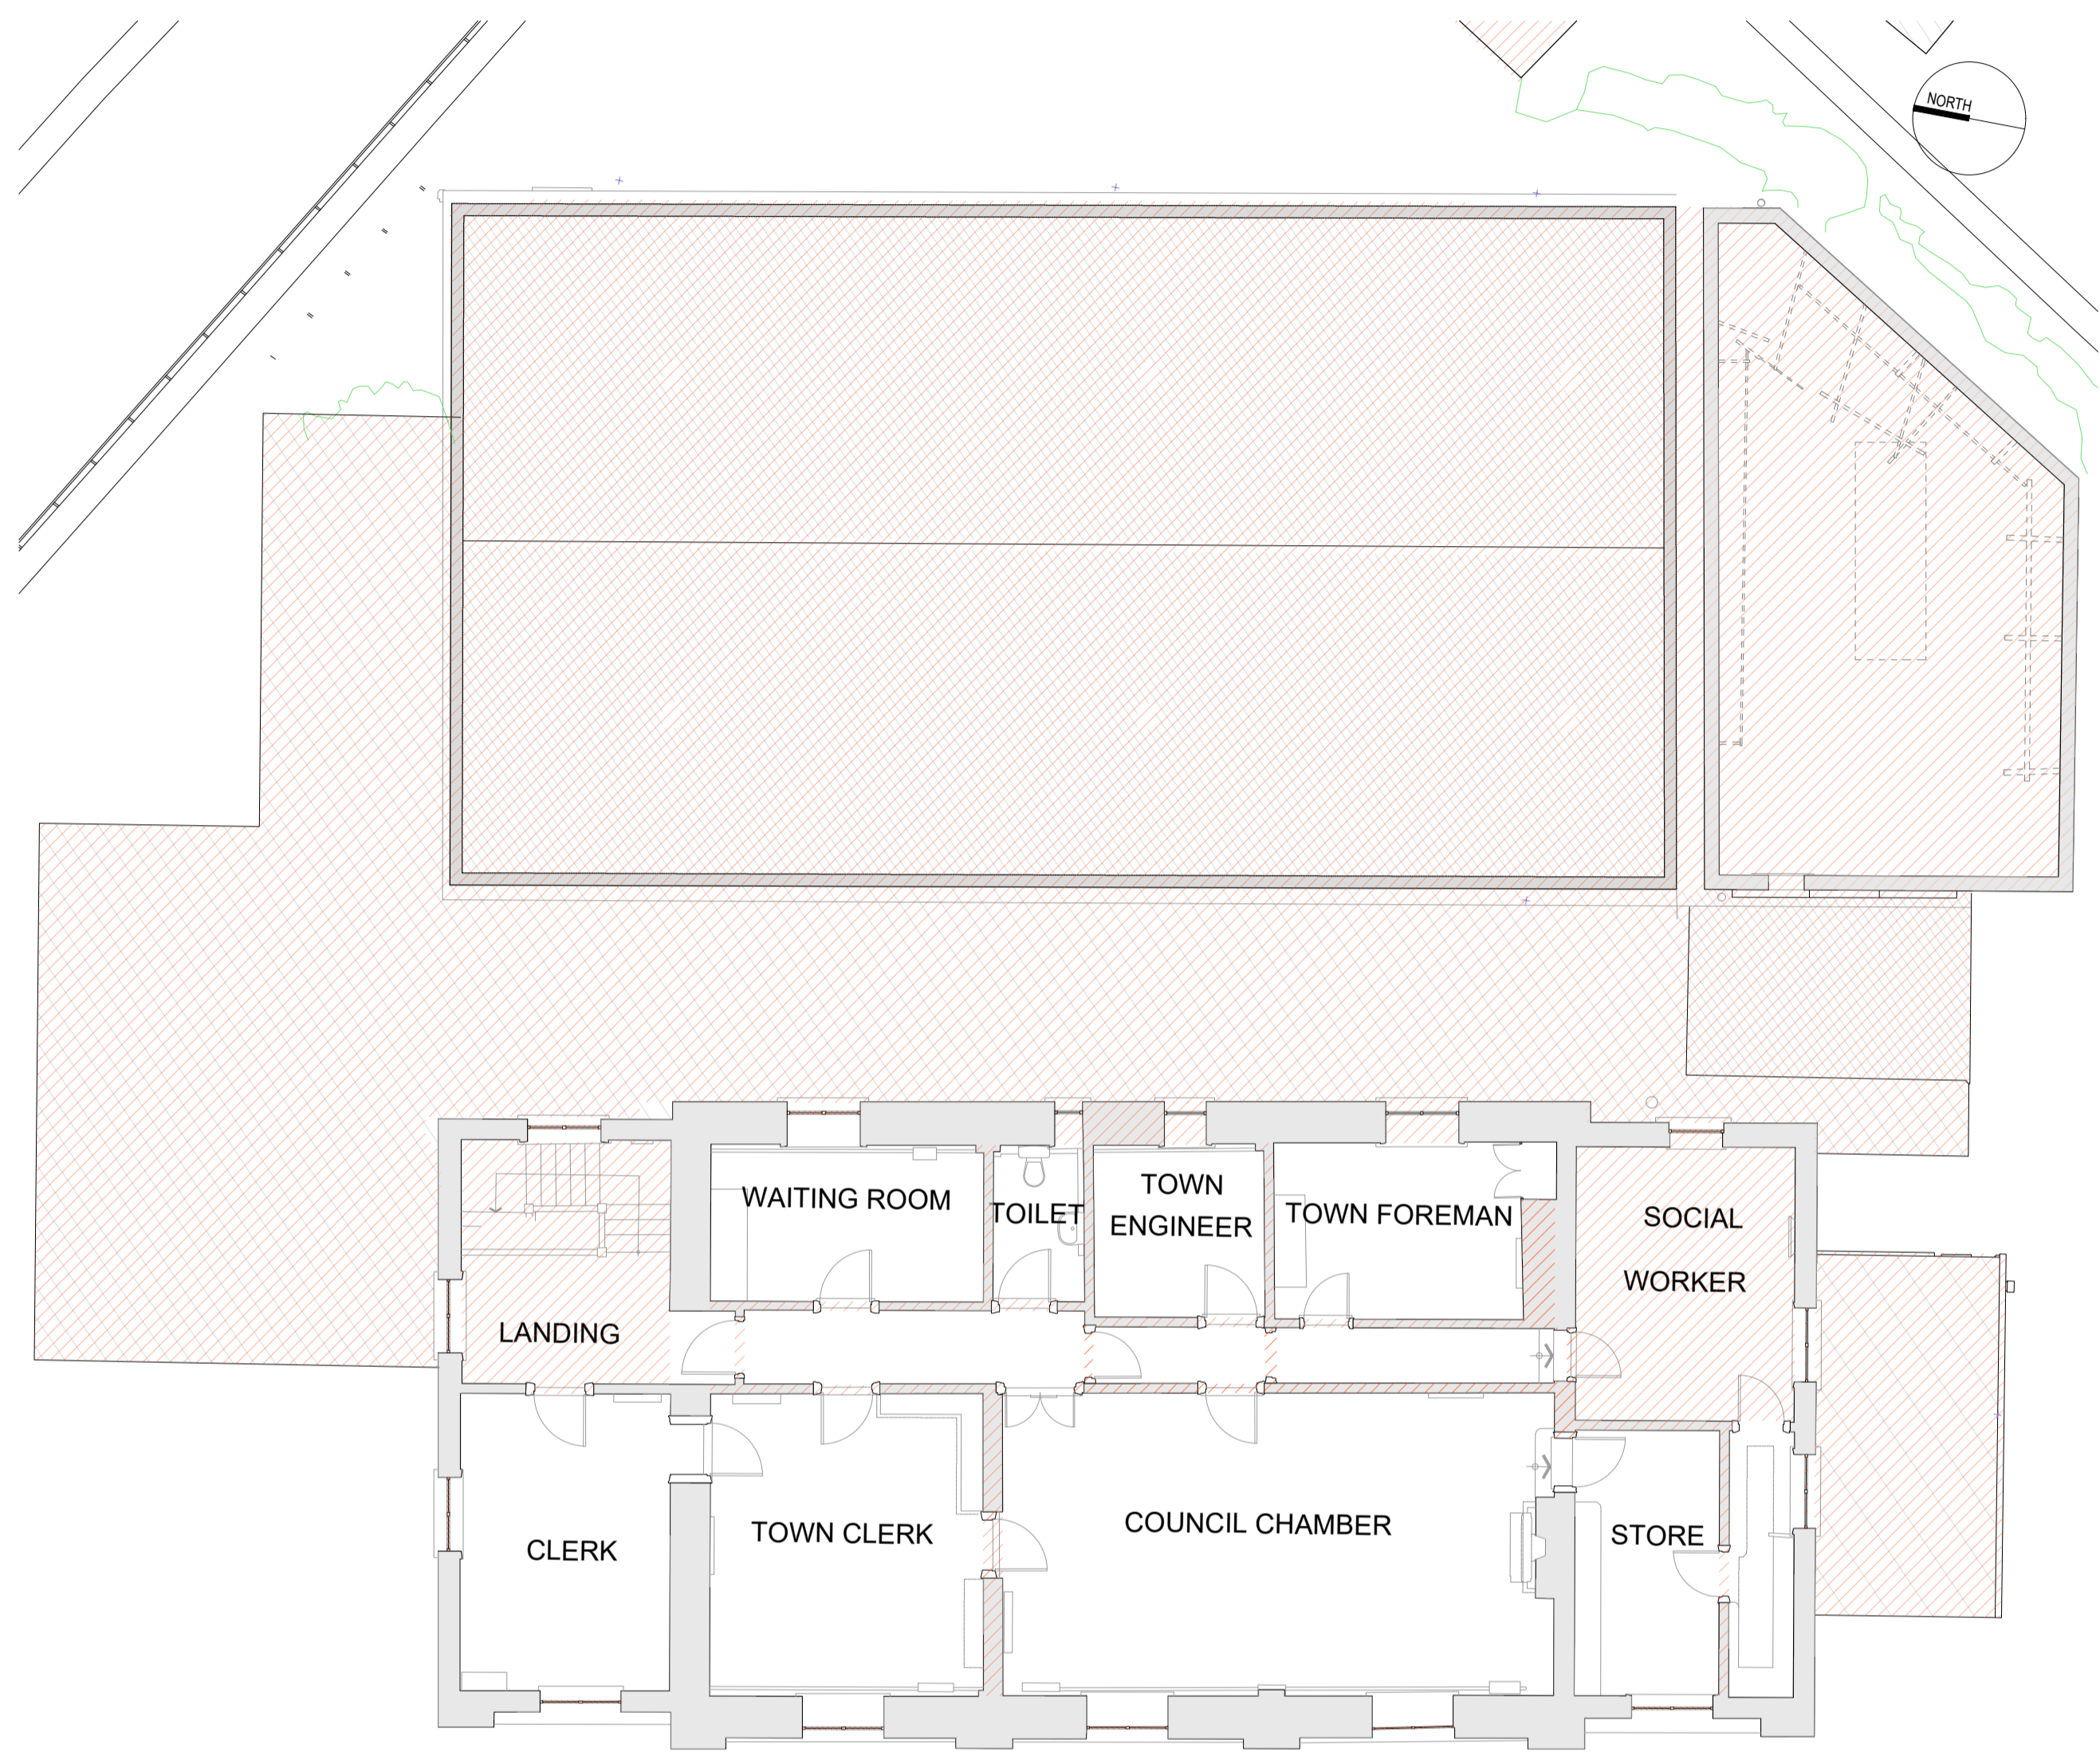 NORTH
WAITING ROOM
TOILET
TOWN
ENGINEER
TOWN FOREMAN
SOCIAL
WORKER
LANDING
CLERK
TOWN CLERK
COUNCIL CHAMBER
STORE